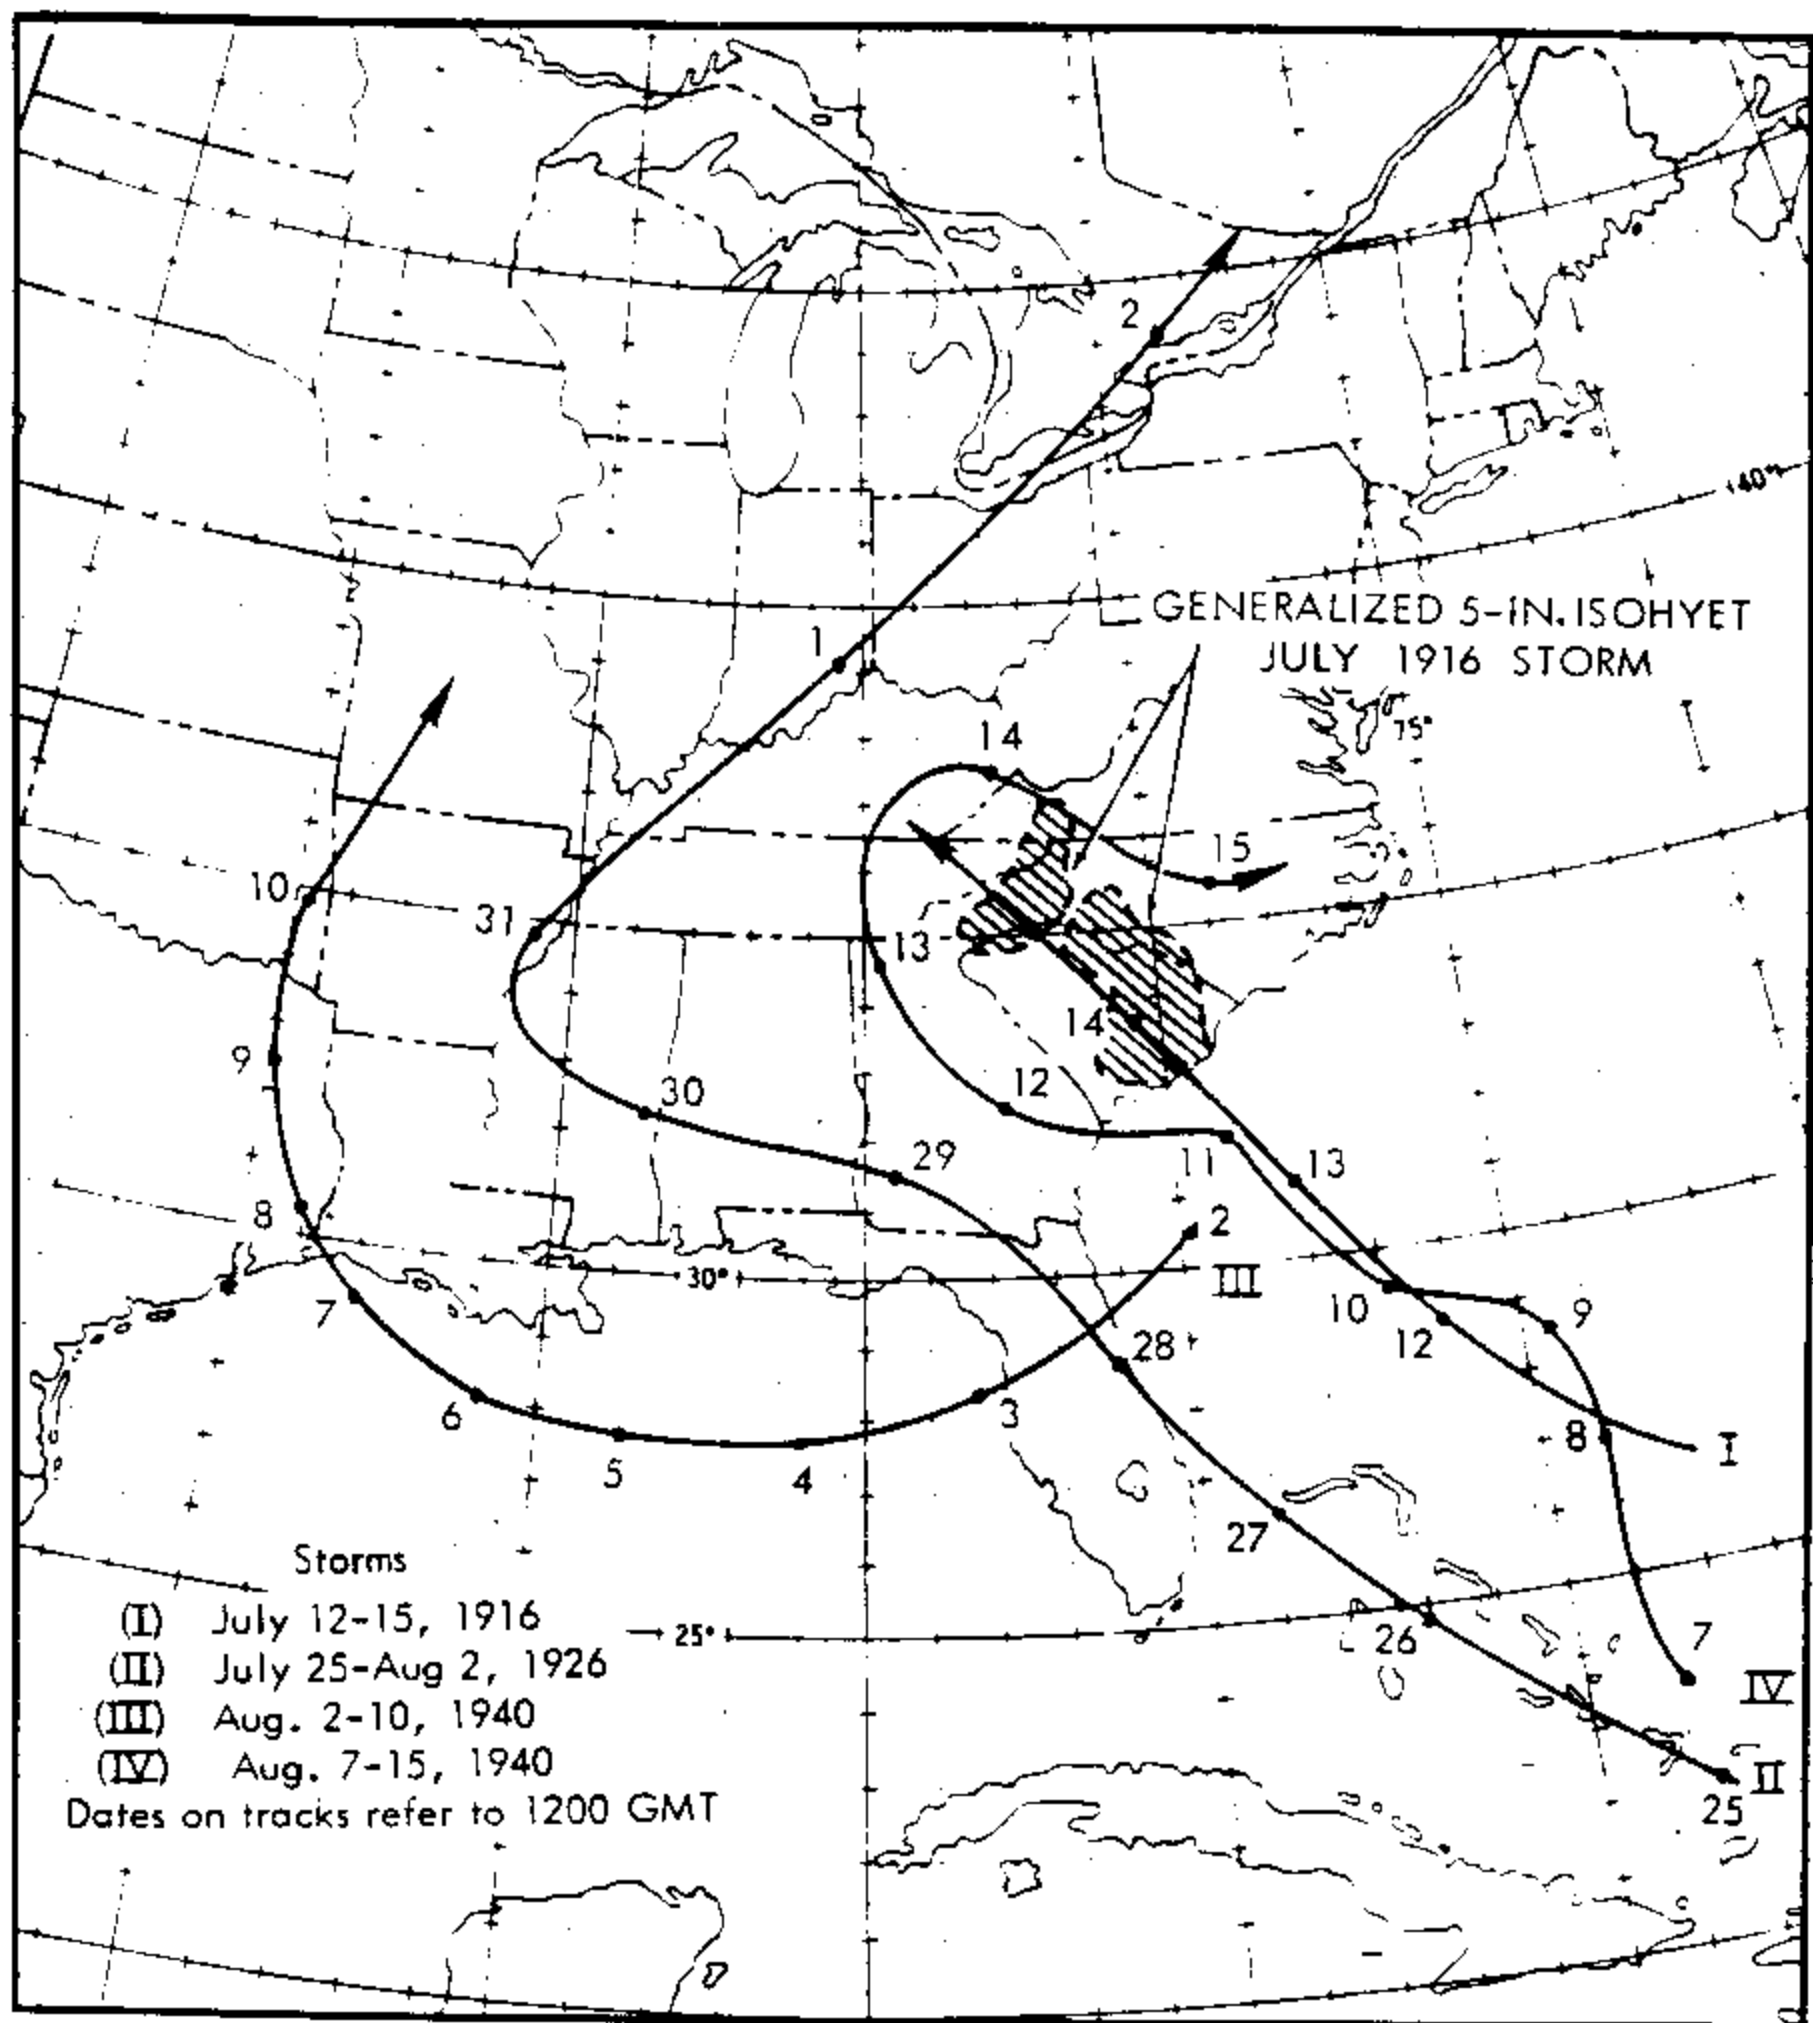 2
40°
GENERALIZED 5-IN. ISOHYET
JULY 1916 STORM
1
75°
14
15
10
31
13
14
9
30
12
29
11
13
8
2
30°
III
7
10
12
9
28
6
3
8
I
5
4
27
Storms
(I) July 12-15, 1916
25°
26
7
(II) July 25-Aug 2, 1926
IV
(III) Aug. 2-10, 1940
(IV) Aug. 7-15, 1940
II
Dates on tracks refer to 1200 GMT
25